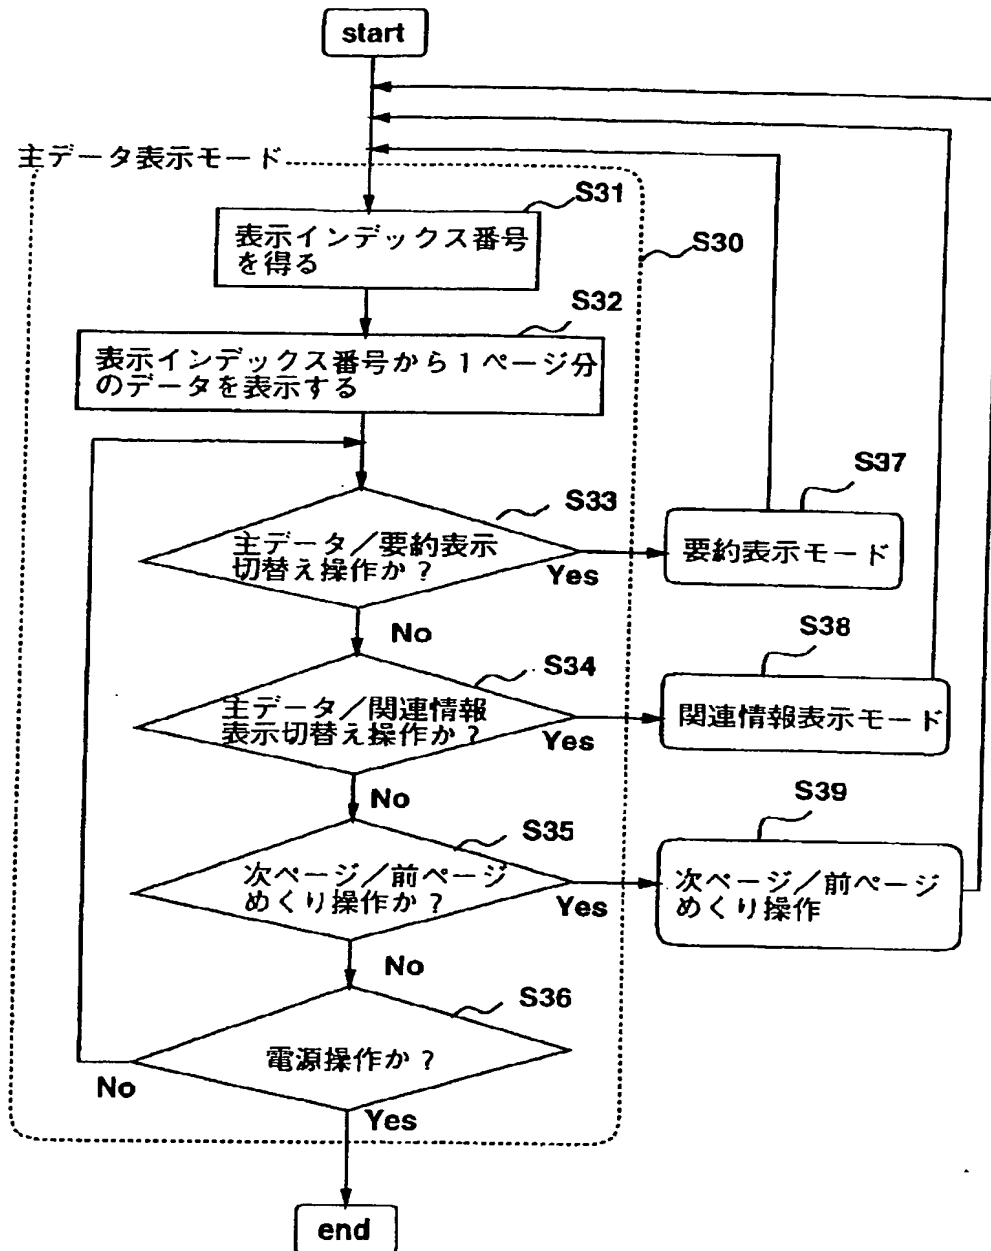 start
主データ表示モード
S31
表示インデックス番号
を得る
S30
S32
表示インデックス番号から1ページ分
のデータを表示する
S37
S33
主データ/要約表示
切替え操作か?
Yes
要約表示モード
No
S38
S34
主データ/関連情報
表示切替え操作か?
Yes
関連情報表示モード
No
S39
S35
次ページ/前ページ
めくり操作か?
Yes
次ページ/前ページ
めくり操作
No
S36
電源操作か?
No
Yes
end